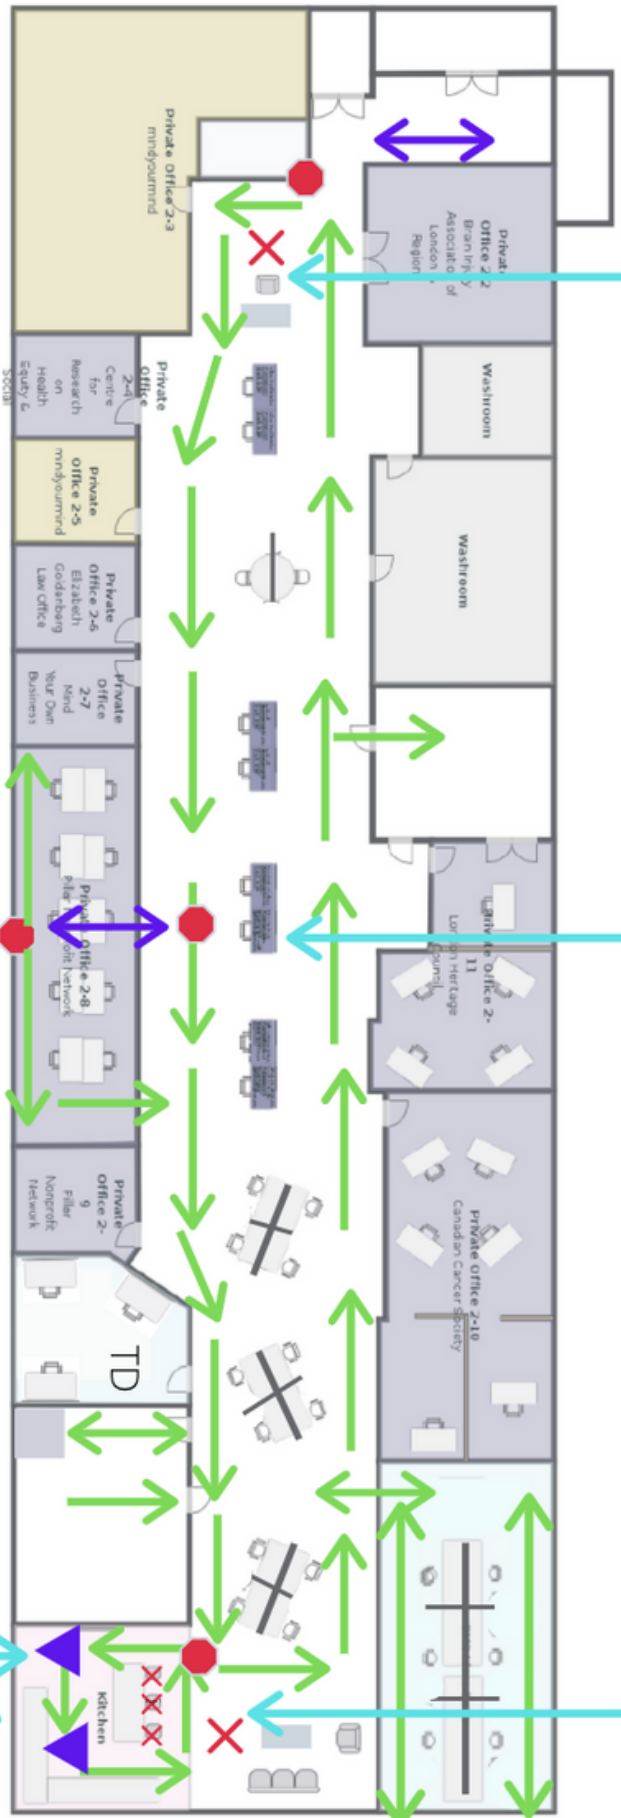 Private Office 2-3
mindyourmind
Private
Office 2-2
Brain Injury
Association of
London
Region
Private
Office
2-4
Centre
for
Research
on
Health
Equity &
Social
Washroom
Private
Office 2-5
mindyourmind
Washroom
Private
Office 2-6
Elizabeth
Goldenberg
Law Office
Private
Office
2-7
Mind
Your Own
Business
Private Office 2-8
Pillar Nonprofit Network
Private Office 2-
11
London Heritage
Council
Private
Office 2-
9
Pillar
Nonprofit
Network
Private Office 2-10
Canadian Cancer Society
TD
Kitchen